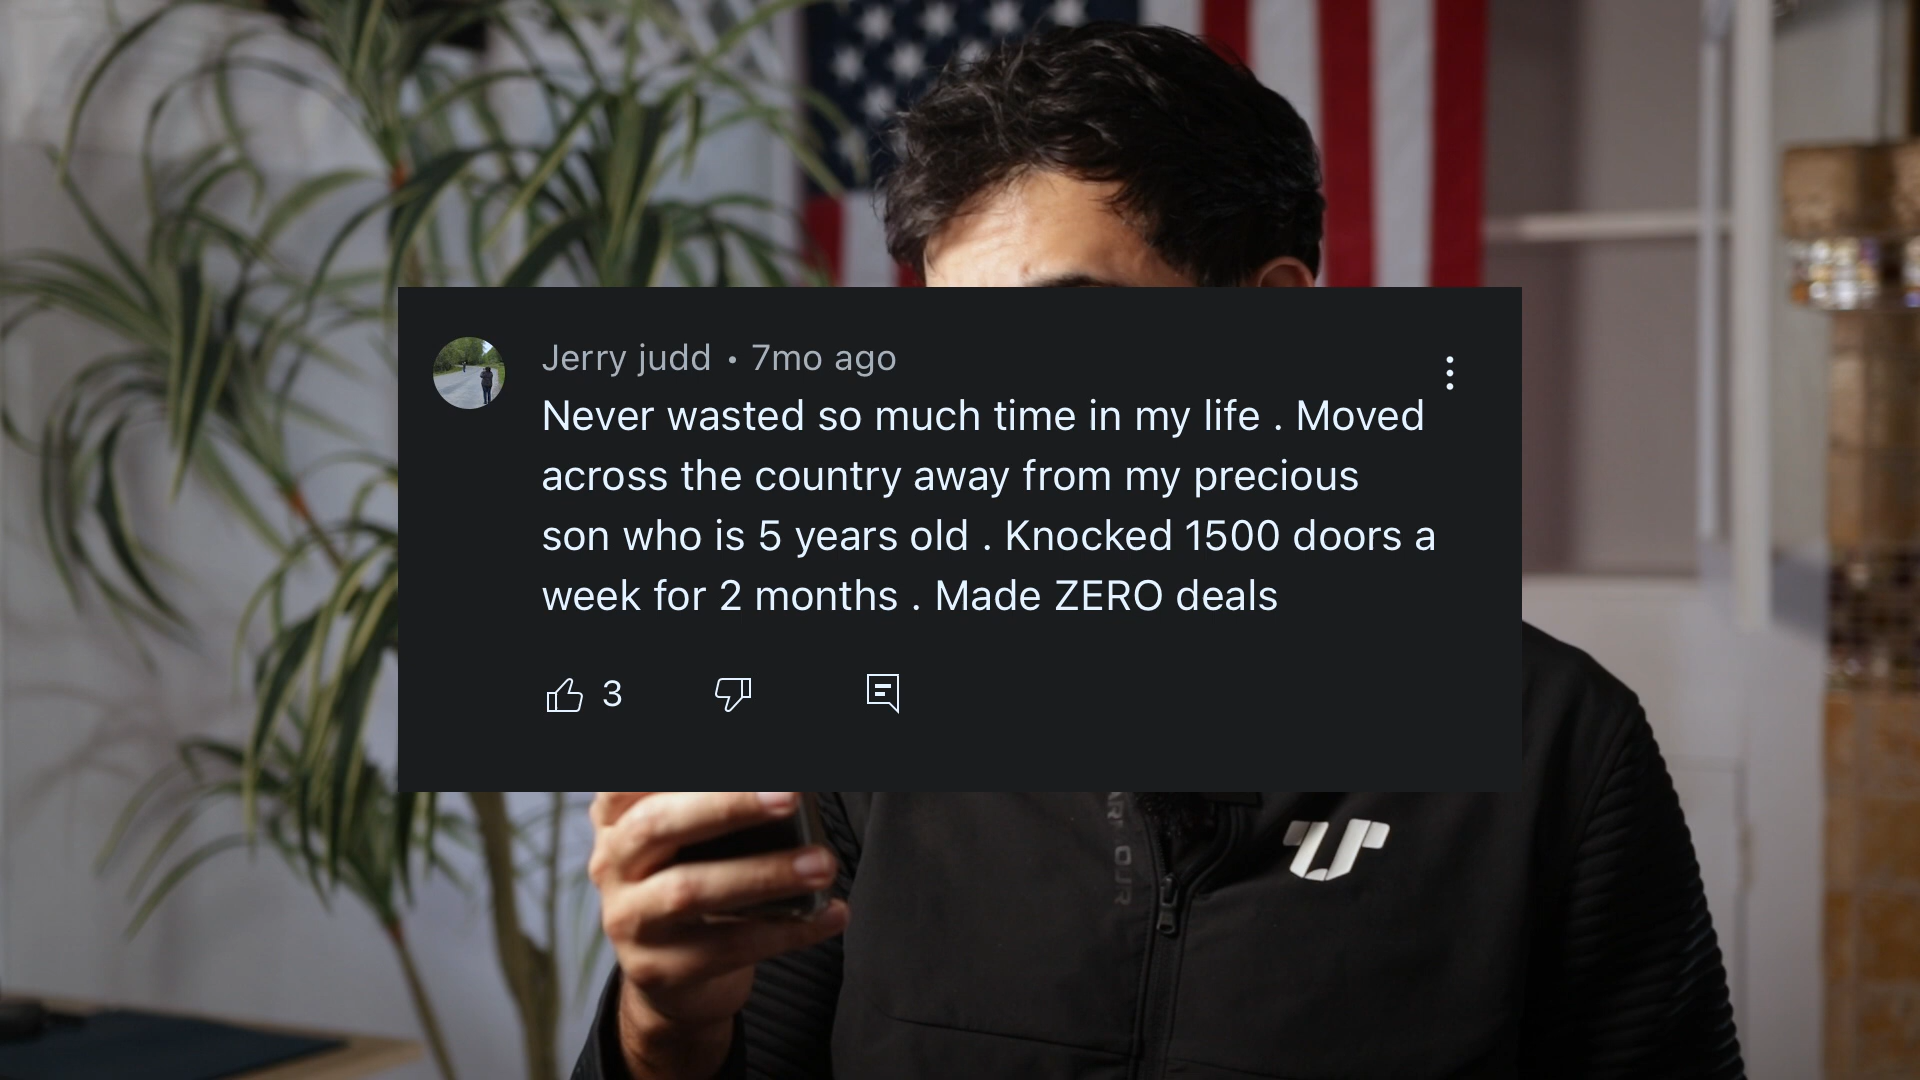 Jerry judd • 7mo ago
Never wasted so much time in my life . Moved
across the country away from my precious
son who is 5 years old . Knocked 1500 doors a
week for 2 months . Made ZERO deals
3